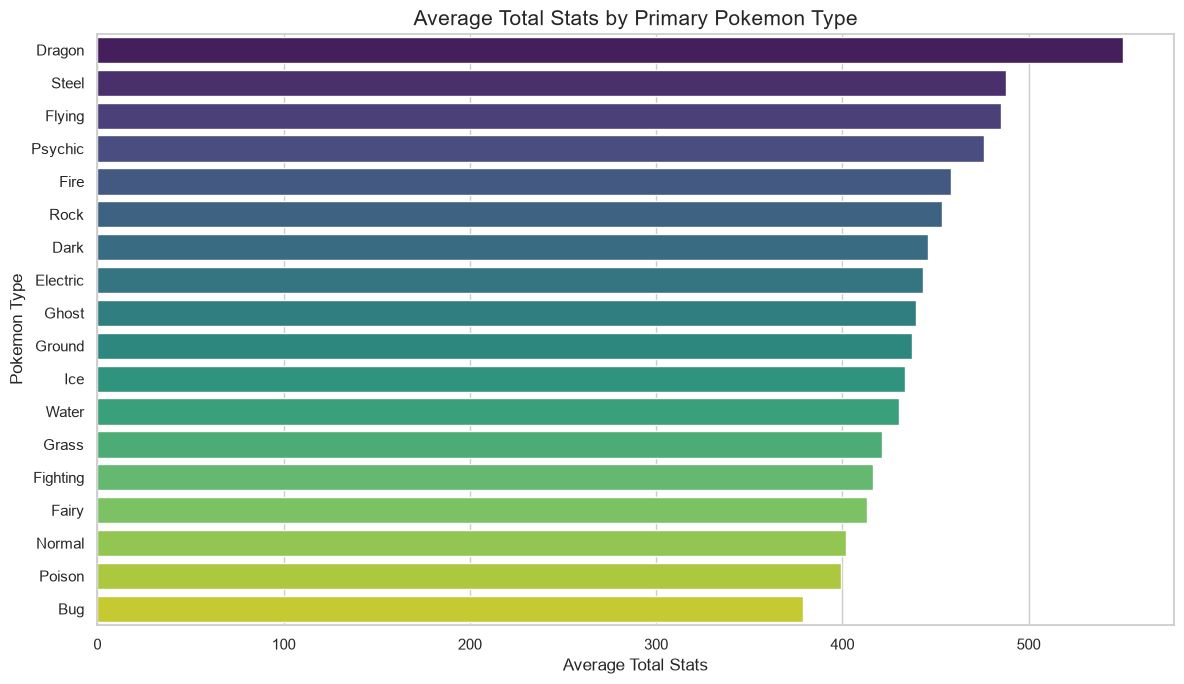 Average Total Stats by Primary Pokemon Type
Pokemon Type
Dragon
Steel
Flying
Psychic
Fire
Rock
Dark
Electric
Ghost
Ground
Ice
Water
Grass
Fighting
Fairy
Normal
Poison
Bug
0 100 200 300 400 500
Average Total Stats